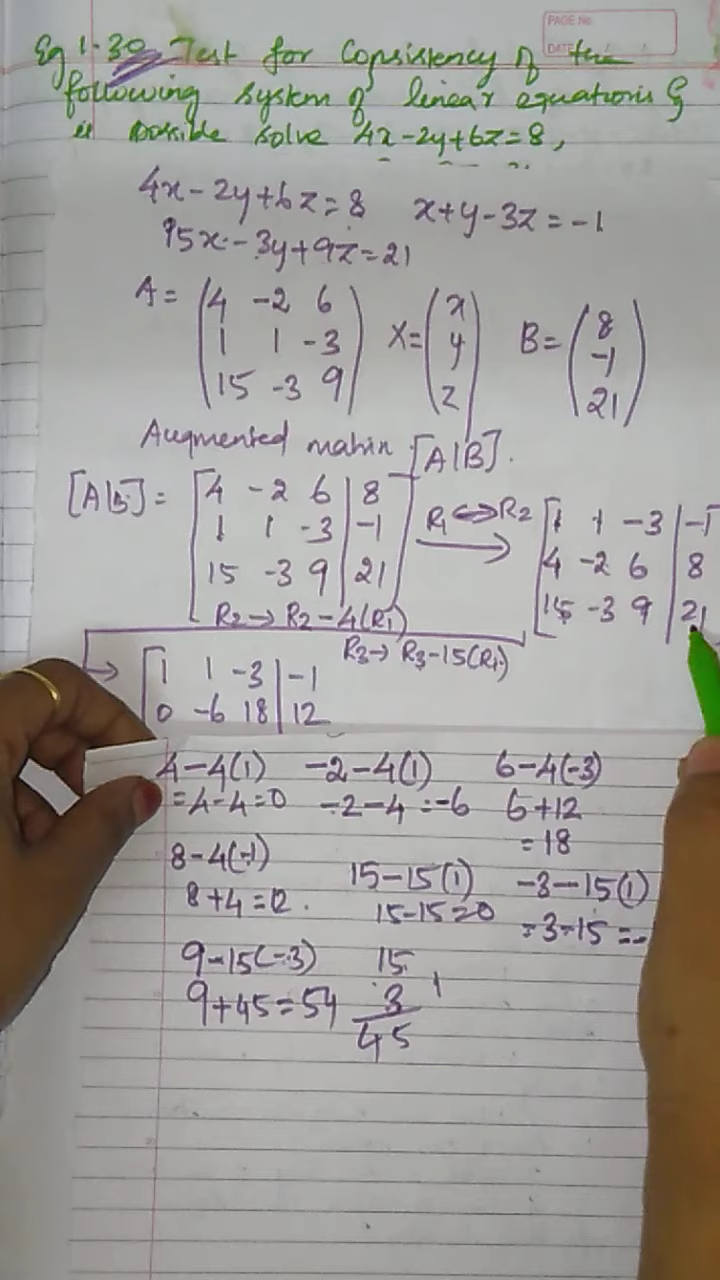 PAGE No
DATE
Eg 1.30 Test for Consistency of the
following system of linear equations &
if possible solve 4x-2y+6z=8,
4x-2y+6z=8 x+y-3z=-1
15x-3y+9z=21
A= (4 -2 6 X= (x B= (8
1 1 -3 y -1
15 -3 9) z) 21)
Augmented matrix [A|B].
[A|B]= [4 -2 6 | 8 R1⇔R2 [1 1 -3 | -1
1 1 -3 | -1 4 -2 6 | 8
15 -3 9 | 21] 15 -3 9 | 21
R2→R2-4(R1)
R3→R3-15(R1)
[1 1 -3 | -1
0 -6 18 | 12
4-4(1) -2-4(1) 6-4(-3)
=4-4=0 -2-4=-6 6+12
=18
8-4(-1) 15-15(1) -3-15(1)
8+4=12. 15-15=0 =-3-15=-
9-15(-3) 15
9+45=54 3
45